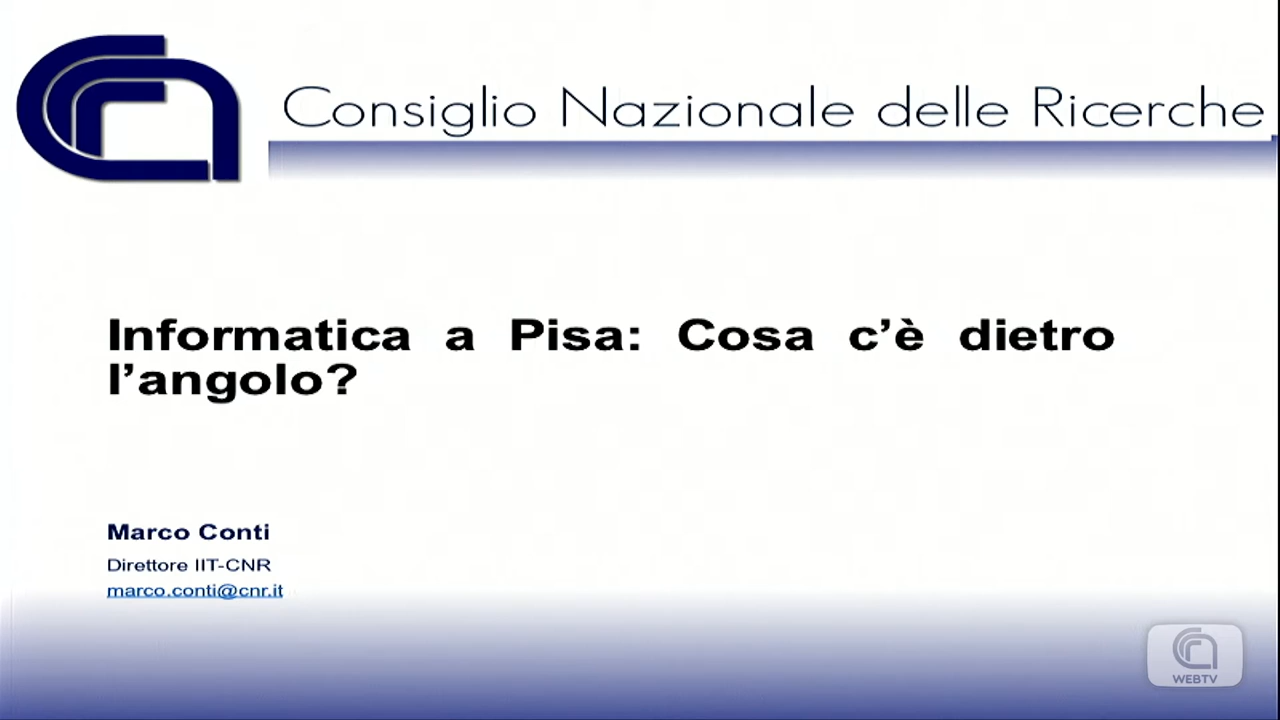 Consiglio Nazionale delle Ricerche
Informatica a Pisa: Cosa c’è dietro
l’angolo?
Marco Conti
Direttore IIT-CNR
marco.conti@cnr.it
WEBTV